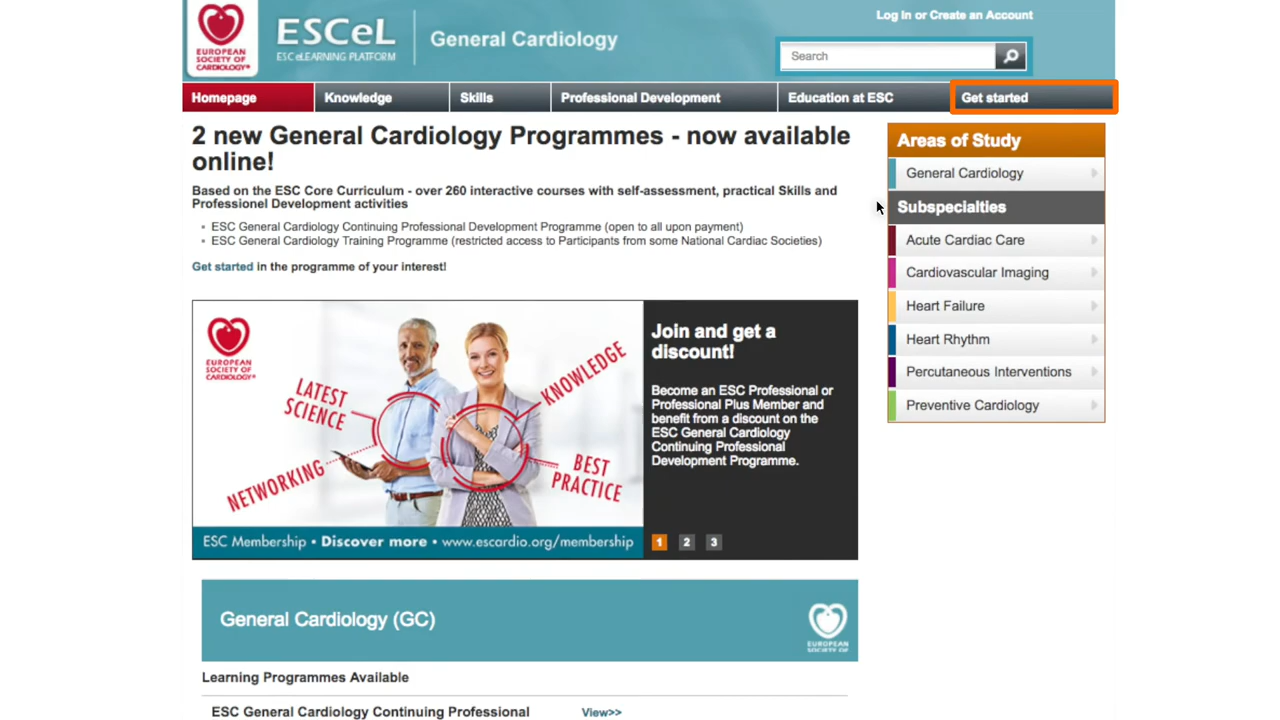 EUROPEAN
SOCIETY OF
CARDIOLOGY®
ESCeL
ESC eLEARNING PLATFORM
General Cardiology
Log In or Create an Account
Search
Homepage
Knowledge
Skills
Professional Development
Education at ESC
Get started
2 new General Cardiology Programmes - now available
online!
Based on the ESC Core Curriculum - over 260 interactive courses with self-assessment, practical Skills and
Professional Development activities
ESC General Cardiology Continuing Professional Development Programme (open to all upon payment)
ESC General Cardiology Training Programme (restricted access to Participants from some National Cardiac Societies)
Get started in the programme of your interest!
EUROPEAN
SOCIETY OF
CARDIOLOGY®
LATEST
SCIENCE
KNOWLEDGE
NETWORKING
BEST
PRACTICE
ESC Membership • Discover more • www.escardio.org/membership
Join and get a
discount!
Become an ESC Professional or
Professional Plus Member and
benefit from a discount on the
ESC General Cardiology
Continuing Professional
Development Programme.
1 2 3
General Cardiology (GC)
EUROPEAN
SOCIETY OF
Learning Programmes Available
ESC General Cardiology Continuing Professional
View>>
Areas of Study
General Cardiology
Subspecialties
Acute Cardiac Care
Cardiovascular Imaging
Heart Failure
Heart Rhythm
Percutaneous Interventions
Preventive Cardiology